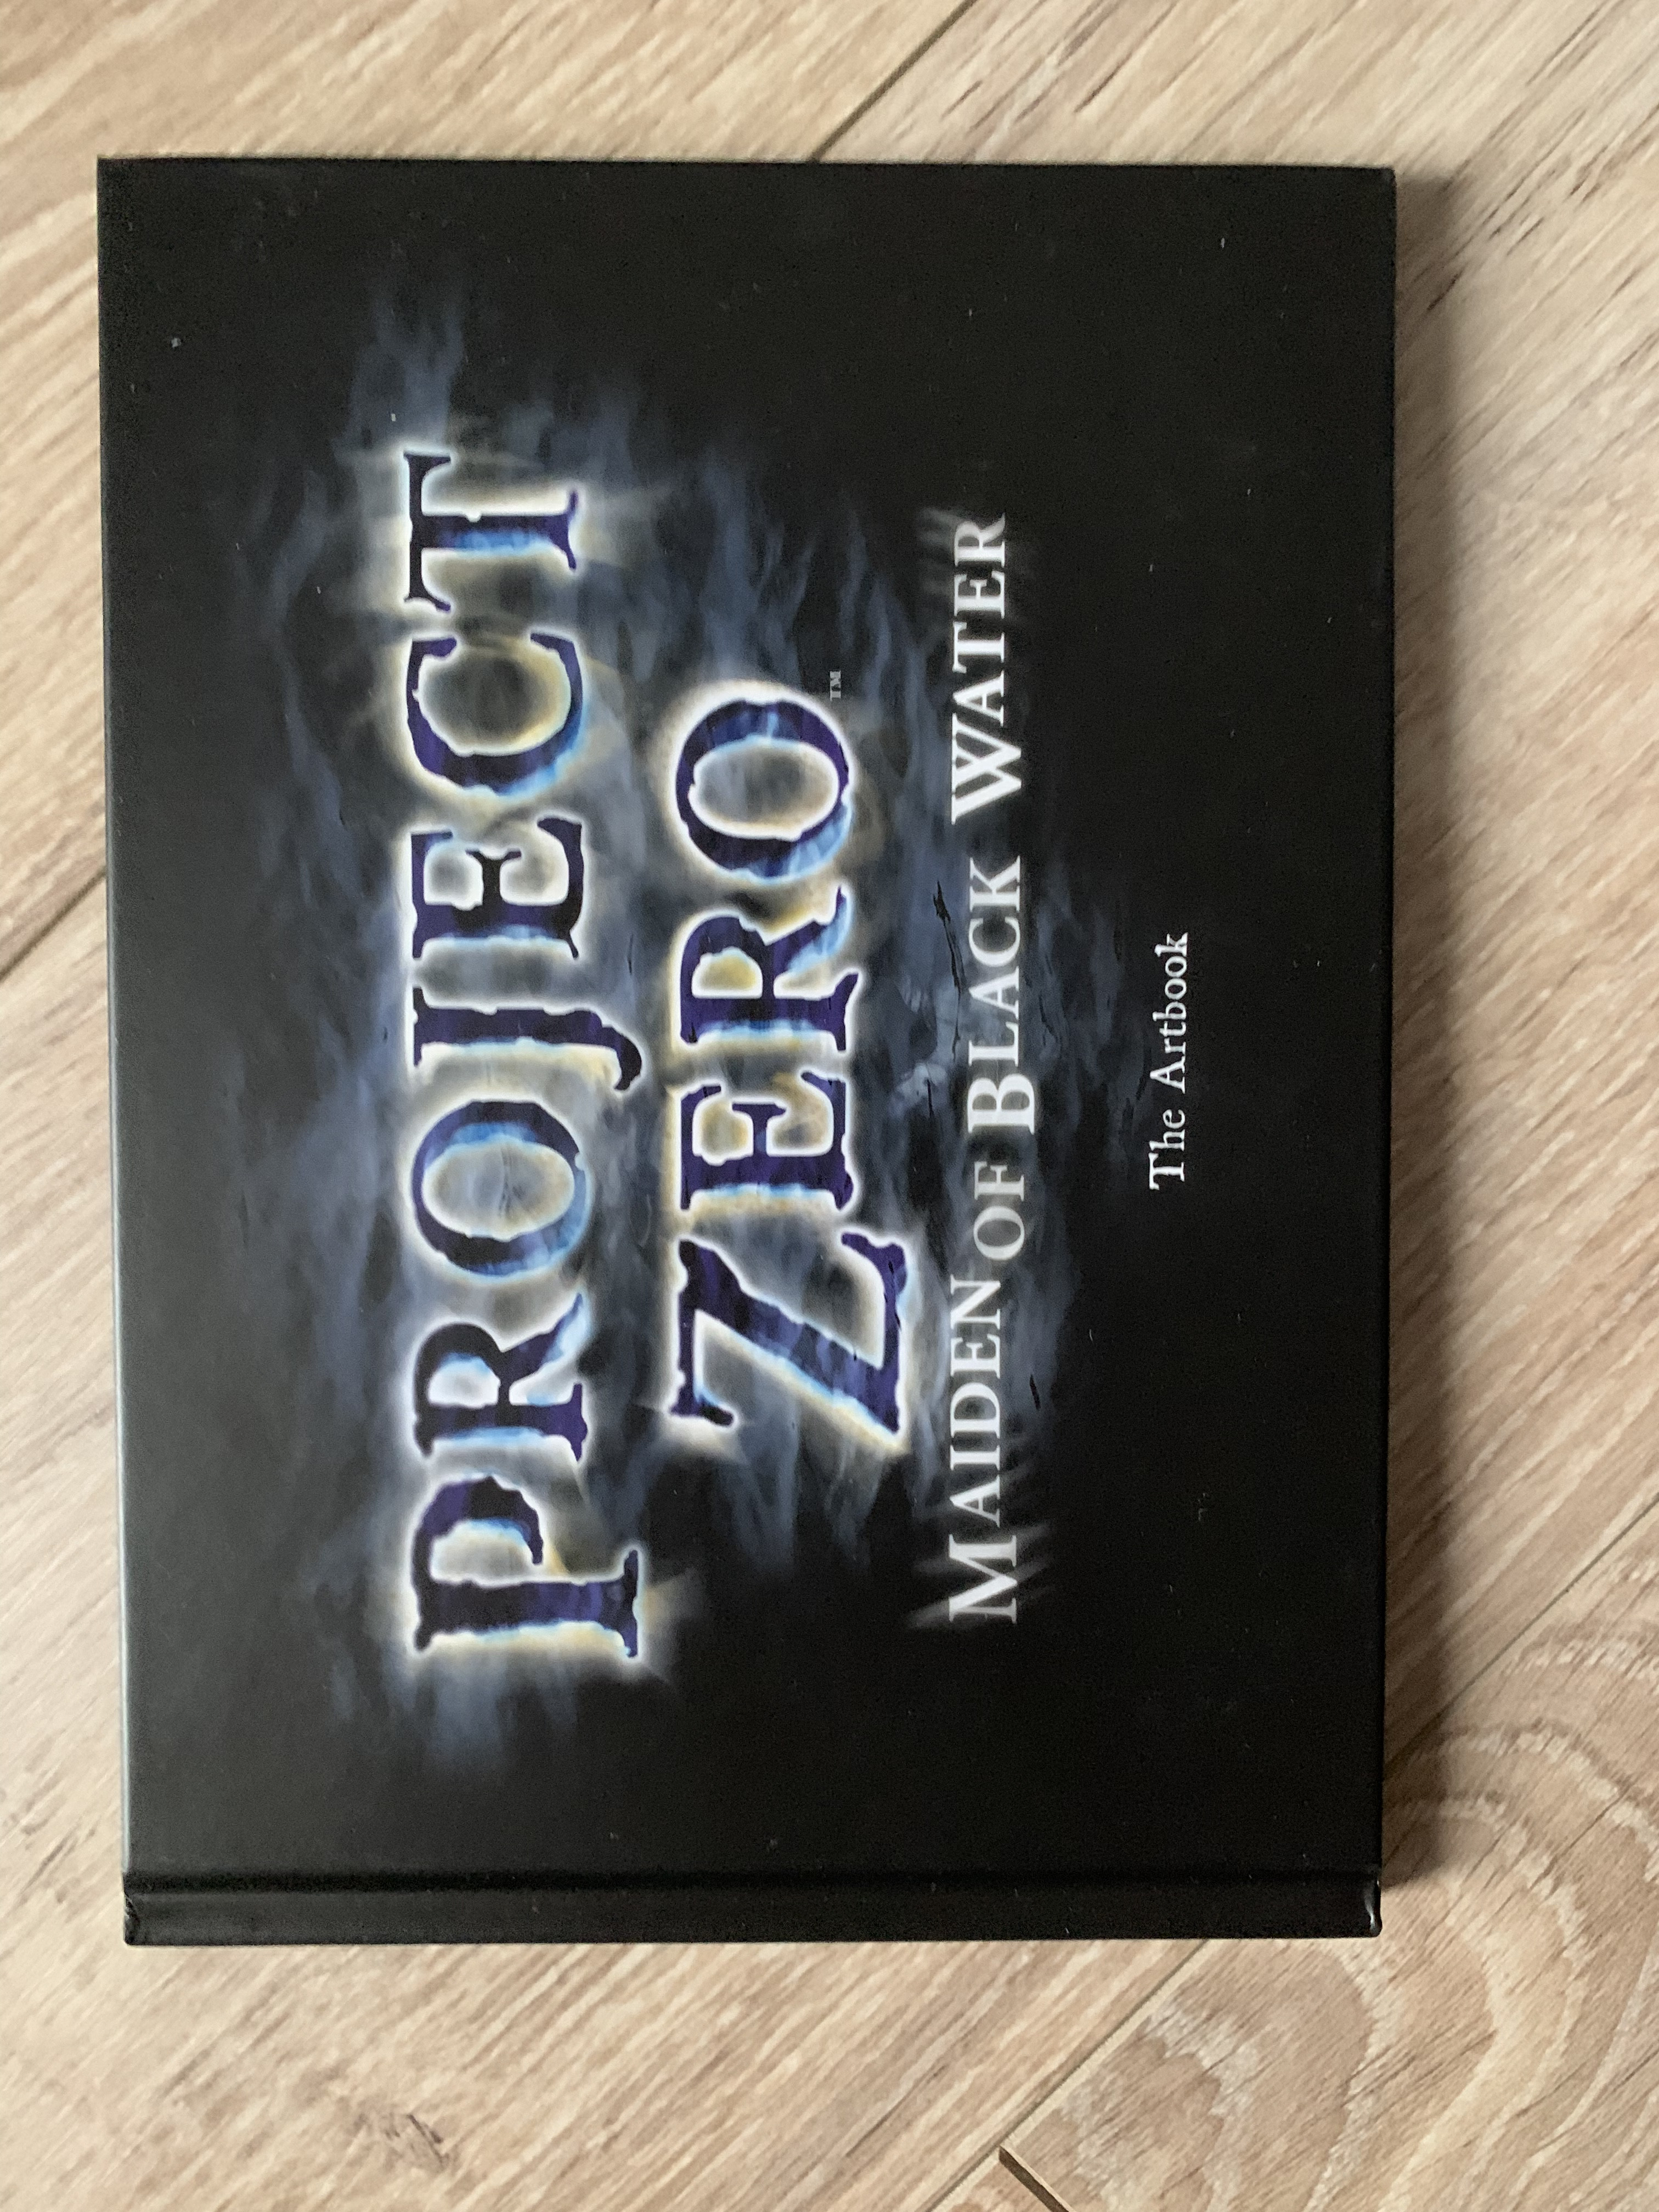 PROJECT
ZERO™
MAIDEN OF BLACK WATER
The Artbook